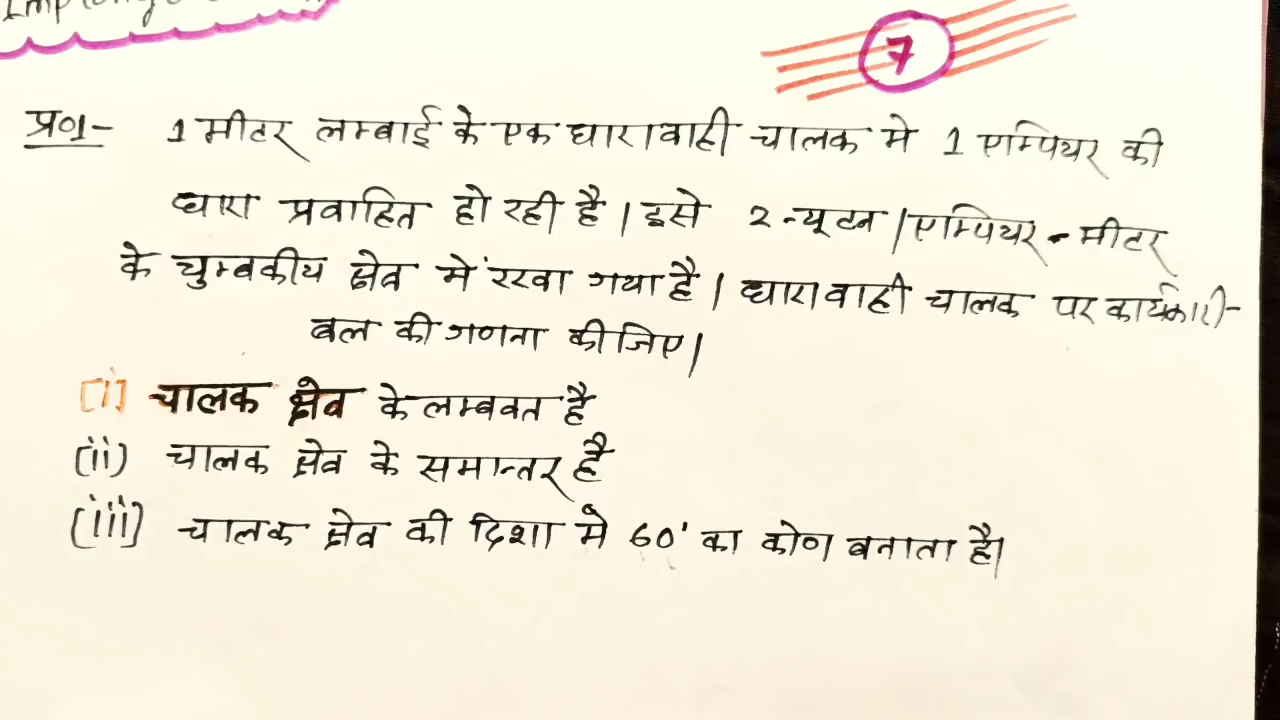 7
प्र०1- 1 मीटर लम्बाई के एक धारावाही चालक मे 1 एम्पियर की
धारा प्रवाहित हो रही है। इसे 2 न्यूटन/एम्पियर-मीटर
के चुम्बकीय क्षेत्र में रखा गया है। धारावाही चालक पर कार्यकारी-
बल की गणना कीजिए।
(i) चालक क्षेत्र के लम्बवत है
(ii) चालक क्षेत्र के समान्तर है
(iii) चालक क्षेत्र की दिशा मे 60' का कोण बनाता है।